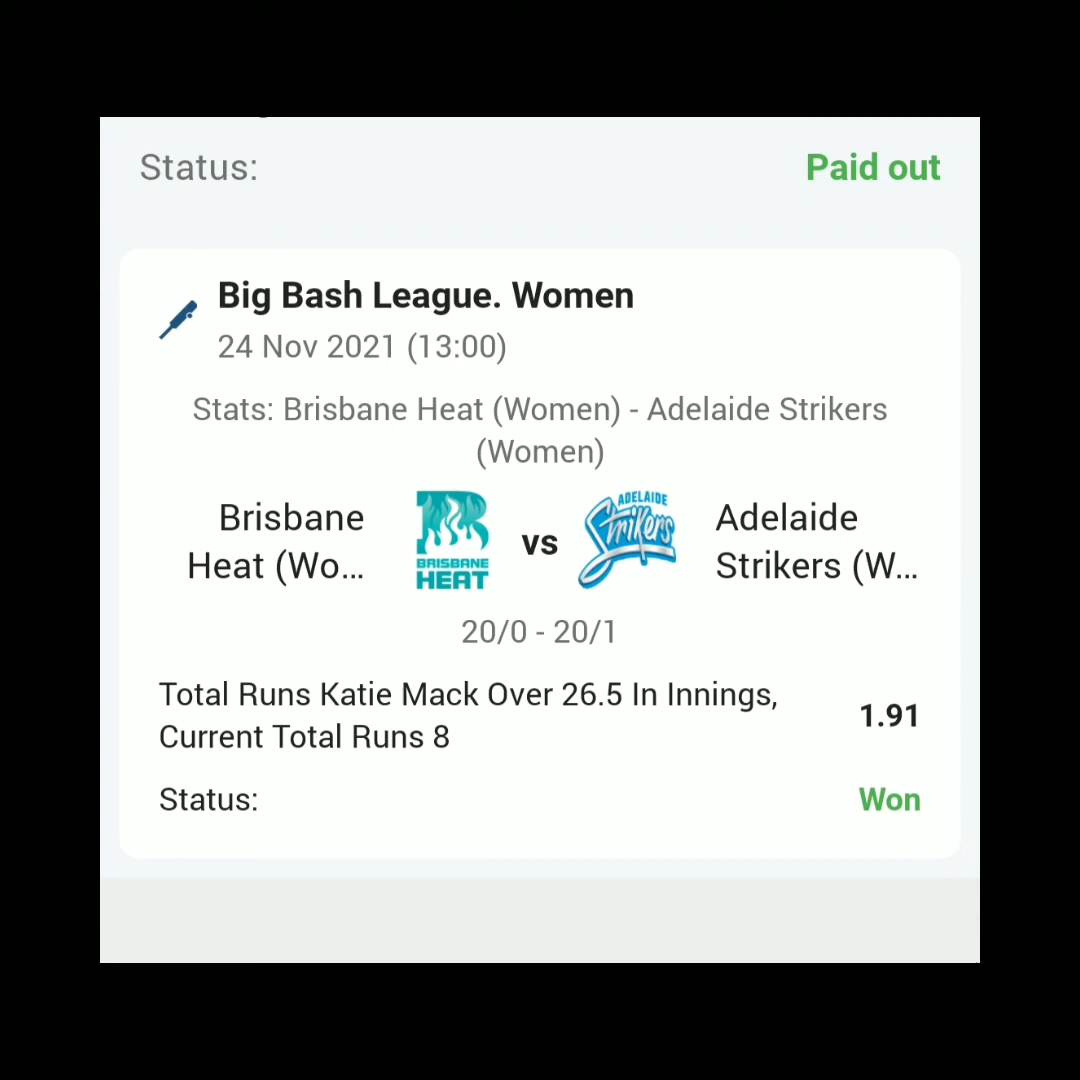 Status: Paid out
Big Bash League. Women
24 Nov 2021 (13:00)
Stats: Brisbane Heat (Women) - Adelaide Strikers
(Women)
Brisbane
Heat (Wo...
BRISBANE
HEAT
vs
ADELAIDE
Strikers
Adelaide
Strikers (W...
20/0 - 20/1
Total Runs Katie Mack Over 26.5 In Innings,
Current Total Runs 8
1.91
Status: Won